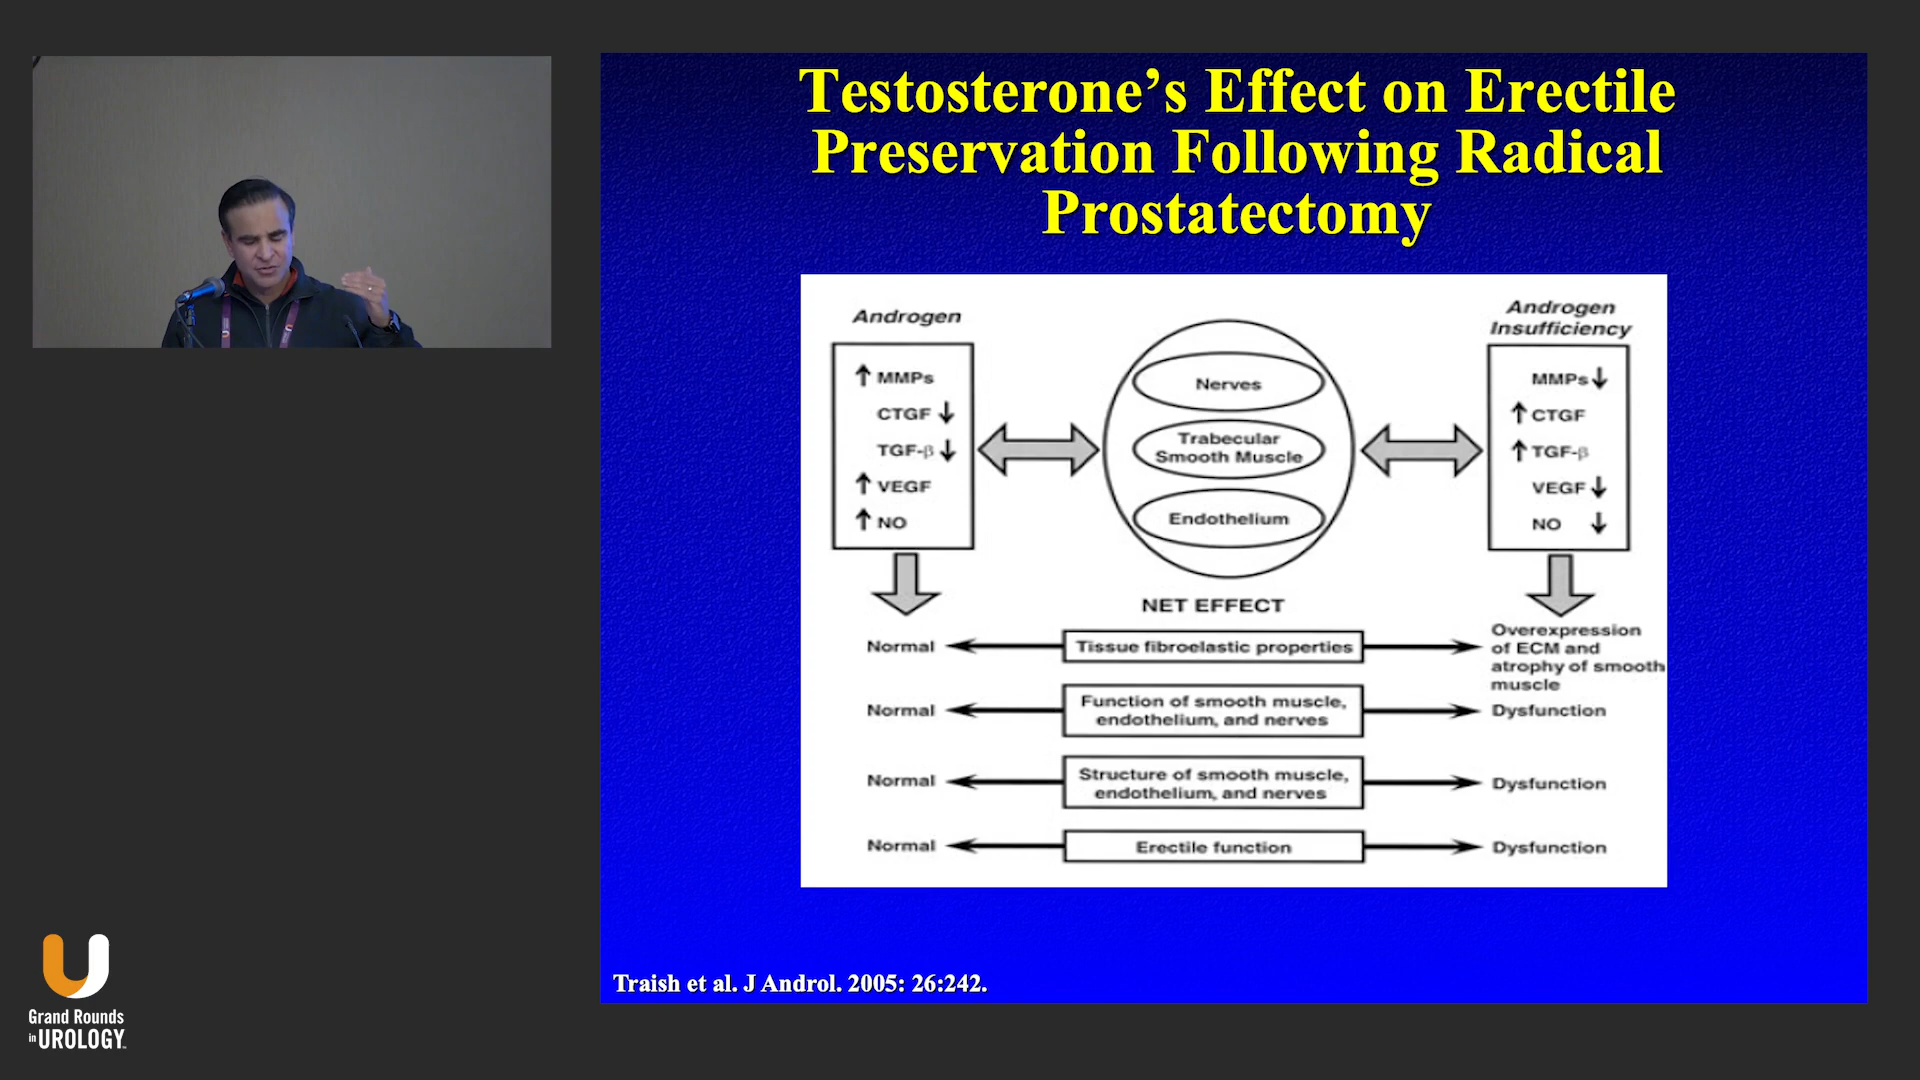 Testosterone’s Effect on Erectile
Preservation Following Radical
Prostatectomy
Androgen
↑ MMPs
CTGF ↓
TGF-β ↓
↑ VEGF
↑ NO
Nerves
Trabecular
Smooth Muscle
Endothelium
Androgen
Insufficiency
MMPs ↓
↑ CTGF
↑ TGF-β
VEGF ↓
NO ↓
NET EFFECT
Normal
Tissue fibroelastic properties
Overexpression
of ECM and
atrophy of smooth
muscle
Normal
Function of smooth muscle,
endothelium, and nerves
Dysfunction
Normal
Structure of smooth muscle,
endothelium, and nerves
Dysfunction
Normal
Erectile function
Dysfunction
Traish et al. J Androl. 2005: 26:242.
Grand Rounds
in UROLOGY